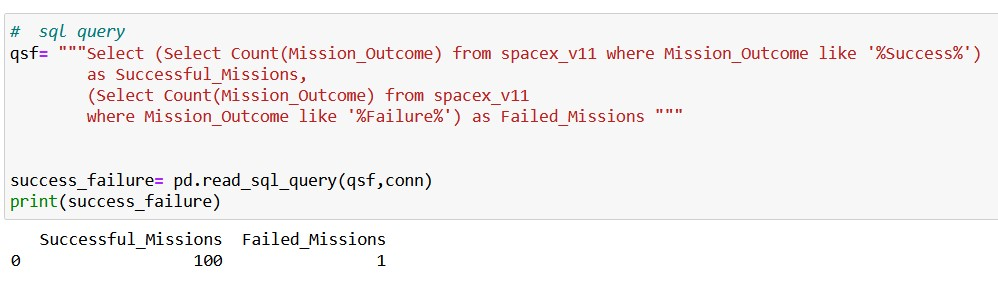 #  sql query
qsf= """Select (Select Count(Mission_Outcome) from spacex_v11 where Mission_Outcome like '%Success%')
as Successful_Missions,
(Select Count(Mission_Outcome) from spacex_v11
where Mission_Outcome like '%Failure%') as Failed_Missions """
success_failure= pd.read_sql_query(qsf,conn)
print(success_failure)
Successful_Missions  Failed_Missions
0                  100                1